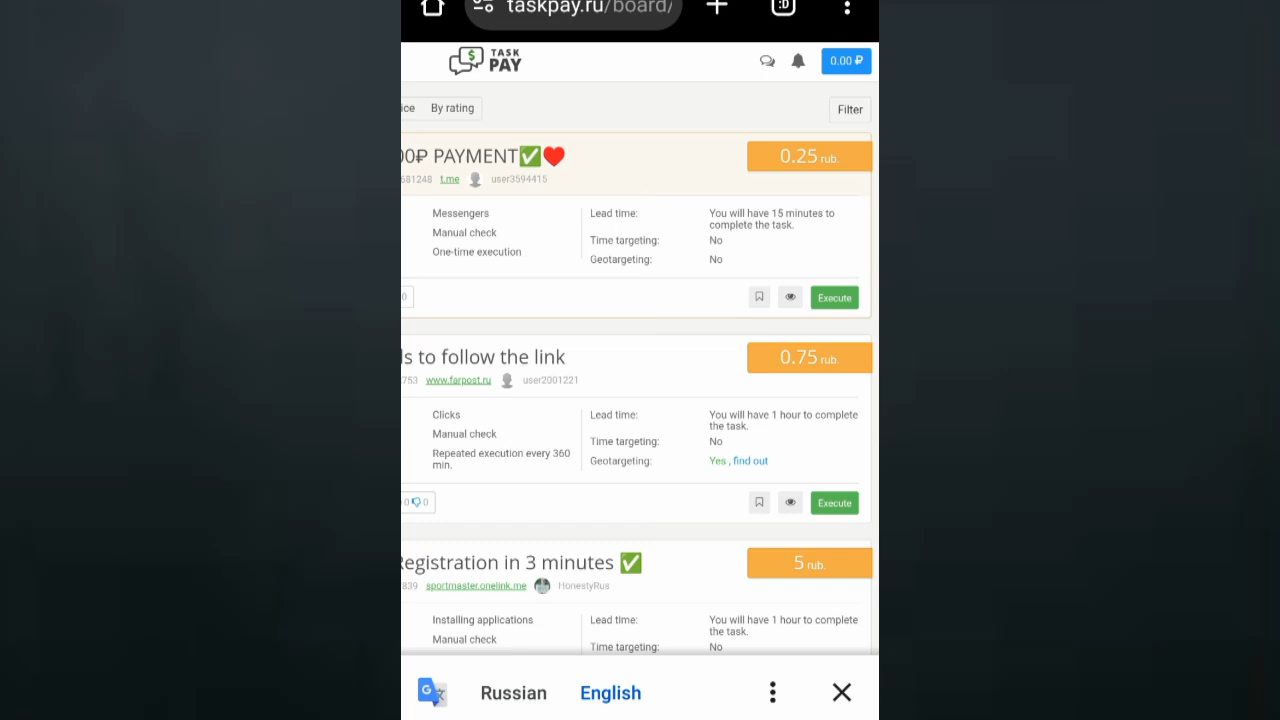 taskpay.ru/board/
:D
TASK
PAY
0.00 ₽
ice By rating
Filter
00₽ PAYMENT✅❤️
0.25 rub.
681248 t.me user3594415
Messengers
Manual check
One-time execution
Lead time: You will have 15 minutes to
complete the task.
Time targeting: No
Geotargeting: No
0
Execute
ls to follow the link
0.75 rub.
753 www.farpost.ru user2001221
Clicks
Manual check
Repeated execution every 360
min.
Lead time: You will have 1 hour to complete
the task.
Time targeting: No
Geotargeting: Yes , find out
0 0
Execute
Registration in 3 minutes ✅
5 rub.
839 sportmaster.onelink.me HonestyRus
Installing applications
Manual check
Lead time: You will have 1 hour to complete
the task.
Time targeting: No
Russian English